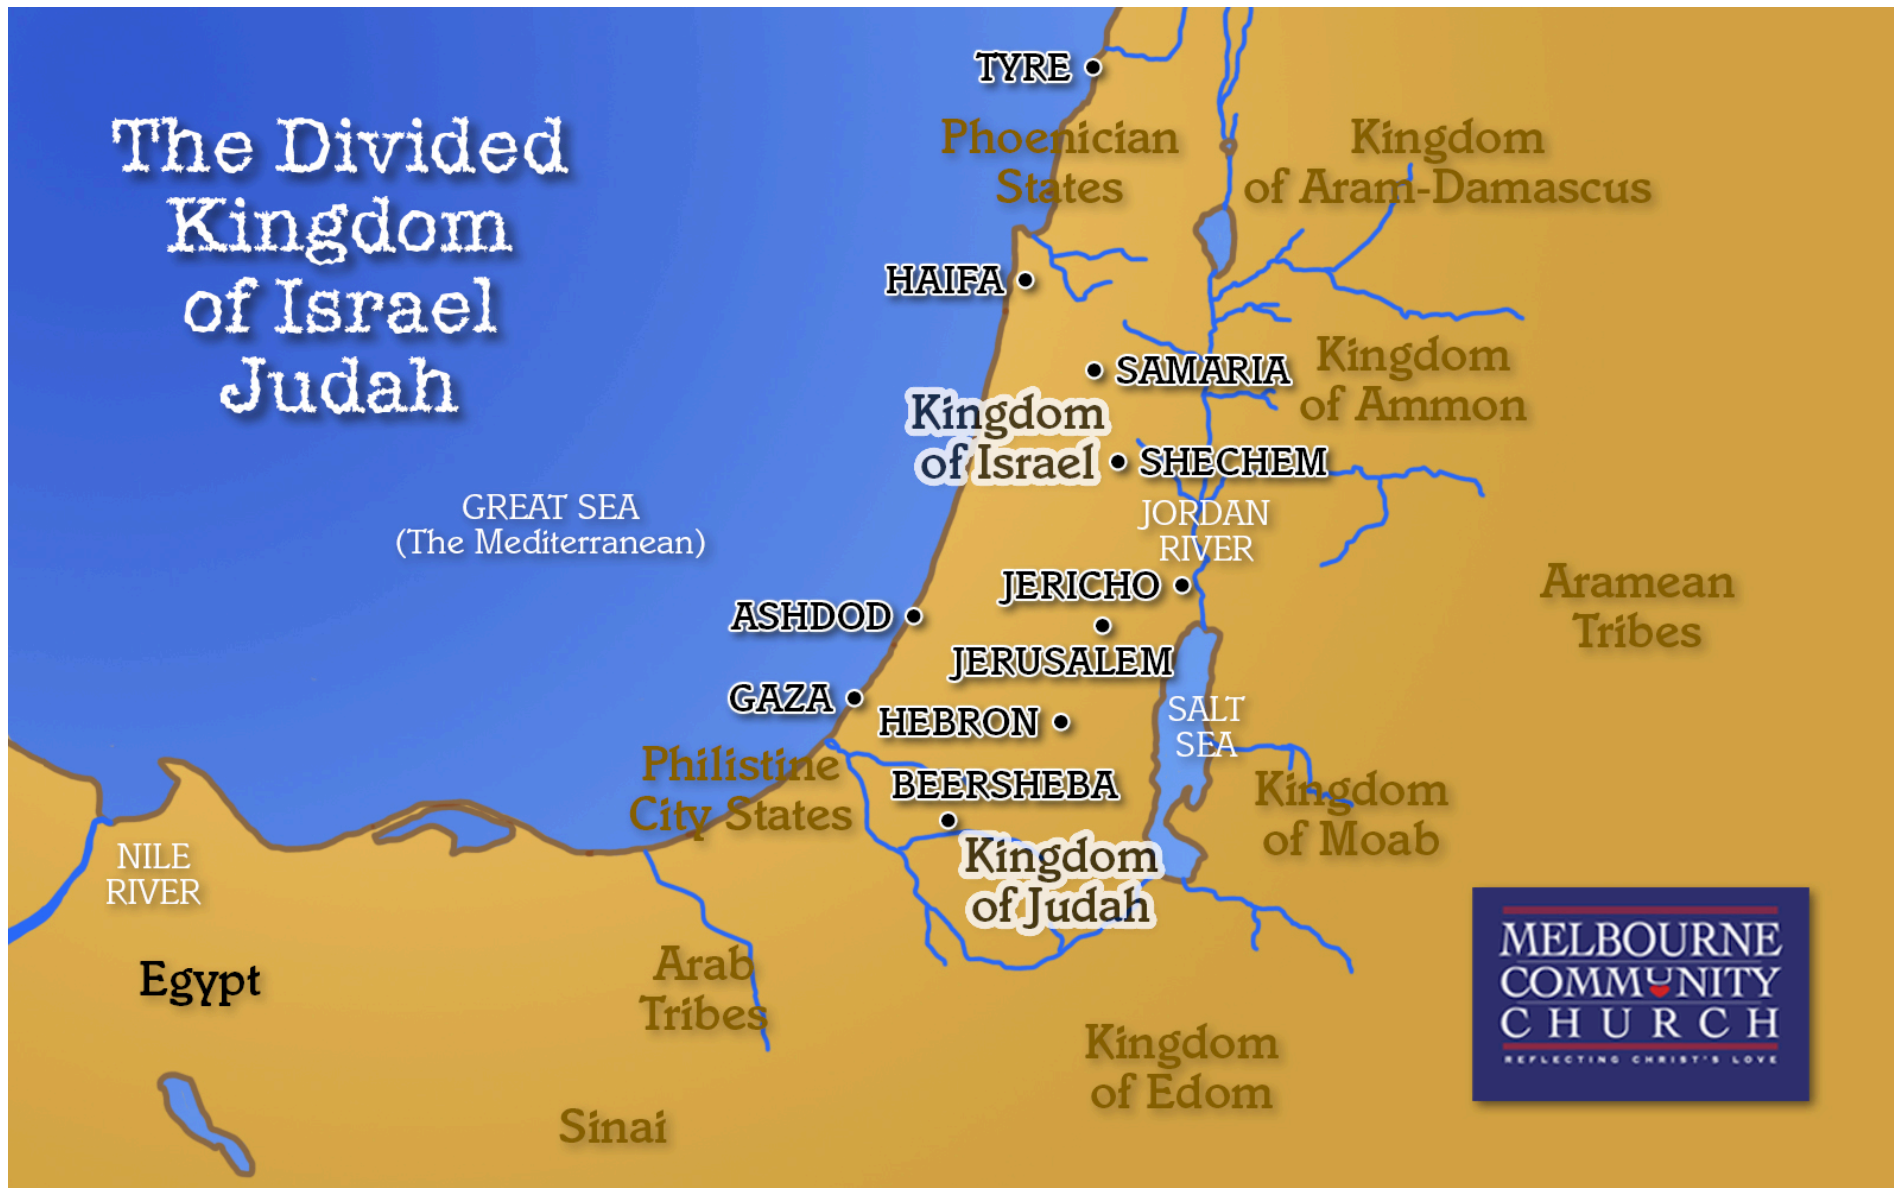 The Divided
Kingdom
of Israel
Judah
TYRE
Phoenician
States
Kingdom
of Aram-Damascus
HAIFA
SAMARIA
Kingdom
of Ammon
Kingdom
of Israel
SHECHEM
GREAT SEA
(The Mediterranean)
JORDAN
RIVER
JERICHO
Aramean
Tribes
ASHDOD
JERUSALEM
GAZA
HEBRON
SALT
SEA
Philistine
City States
BEERSHEBA
Kingdom
of Moab
NILE
RIVER
Kingdom
of Judah
Egypt
Arab
Tribes
Kingdom
of Edom
Sinai
MELBOURNE
COMMUNITY
CHURCH
REFLECTING CHRIST'S LOVE